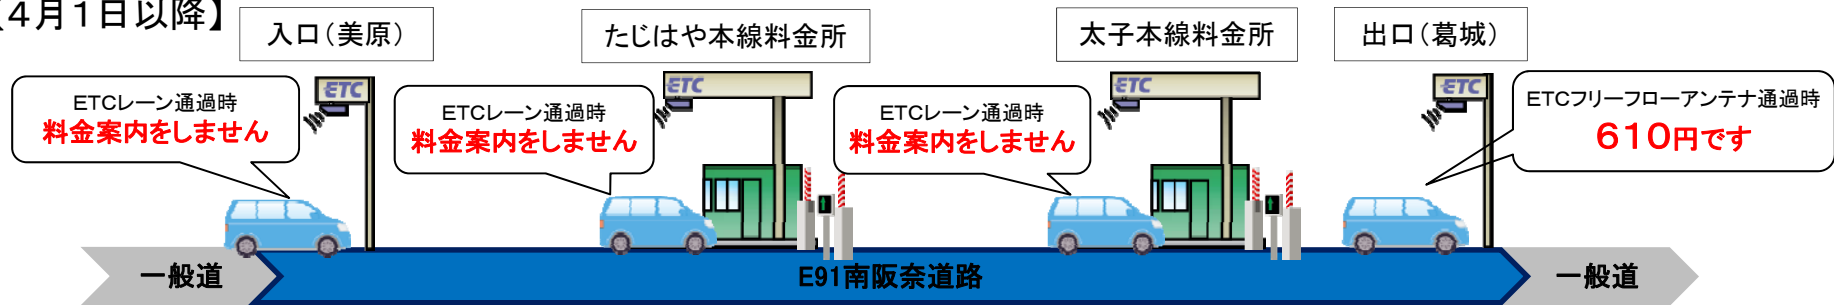 【4月1日以降】
入口(美原)
たじはや本線料金所
太子本線料金所
出口(葛城)
ETC
ETC
ETC
ETC
ETCレーン通過時
料金案内をしません
ETCレーン通過時
料金案内をしません
ETCレーン通過時
料金案内をしません
ETCフリーフローアンテナ通過時
610円です
一般道
E91南阪奈道路
一般道